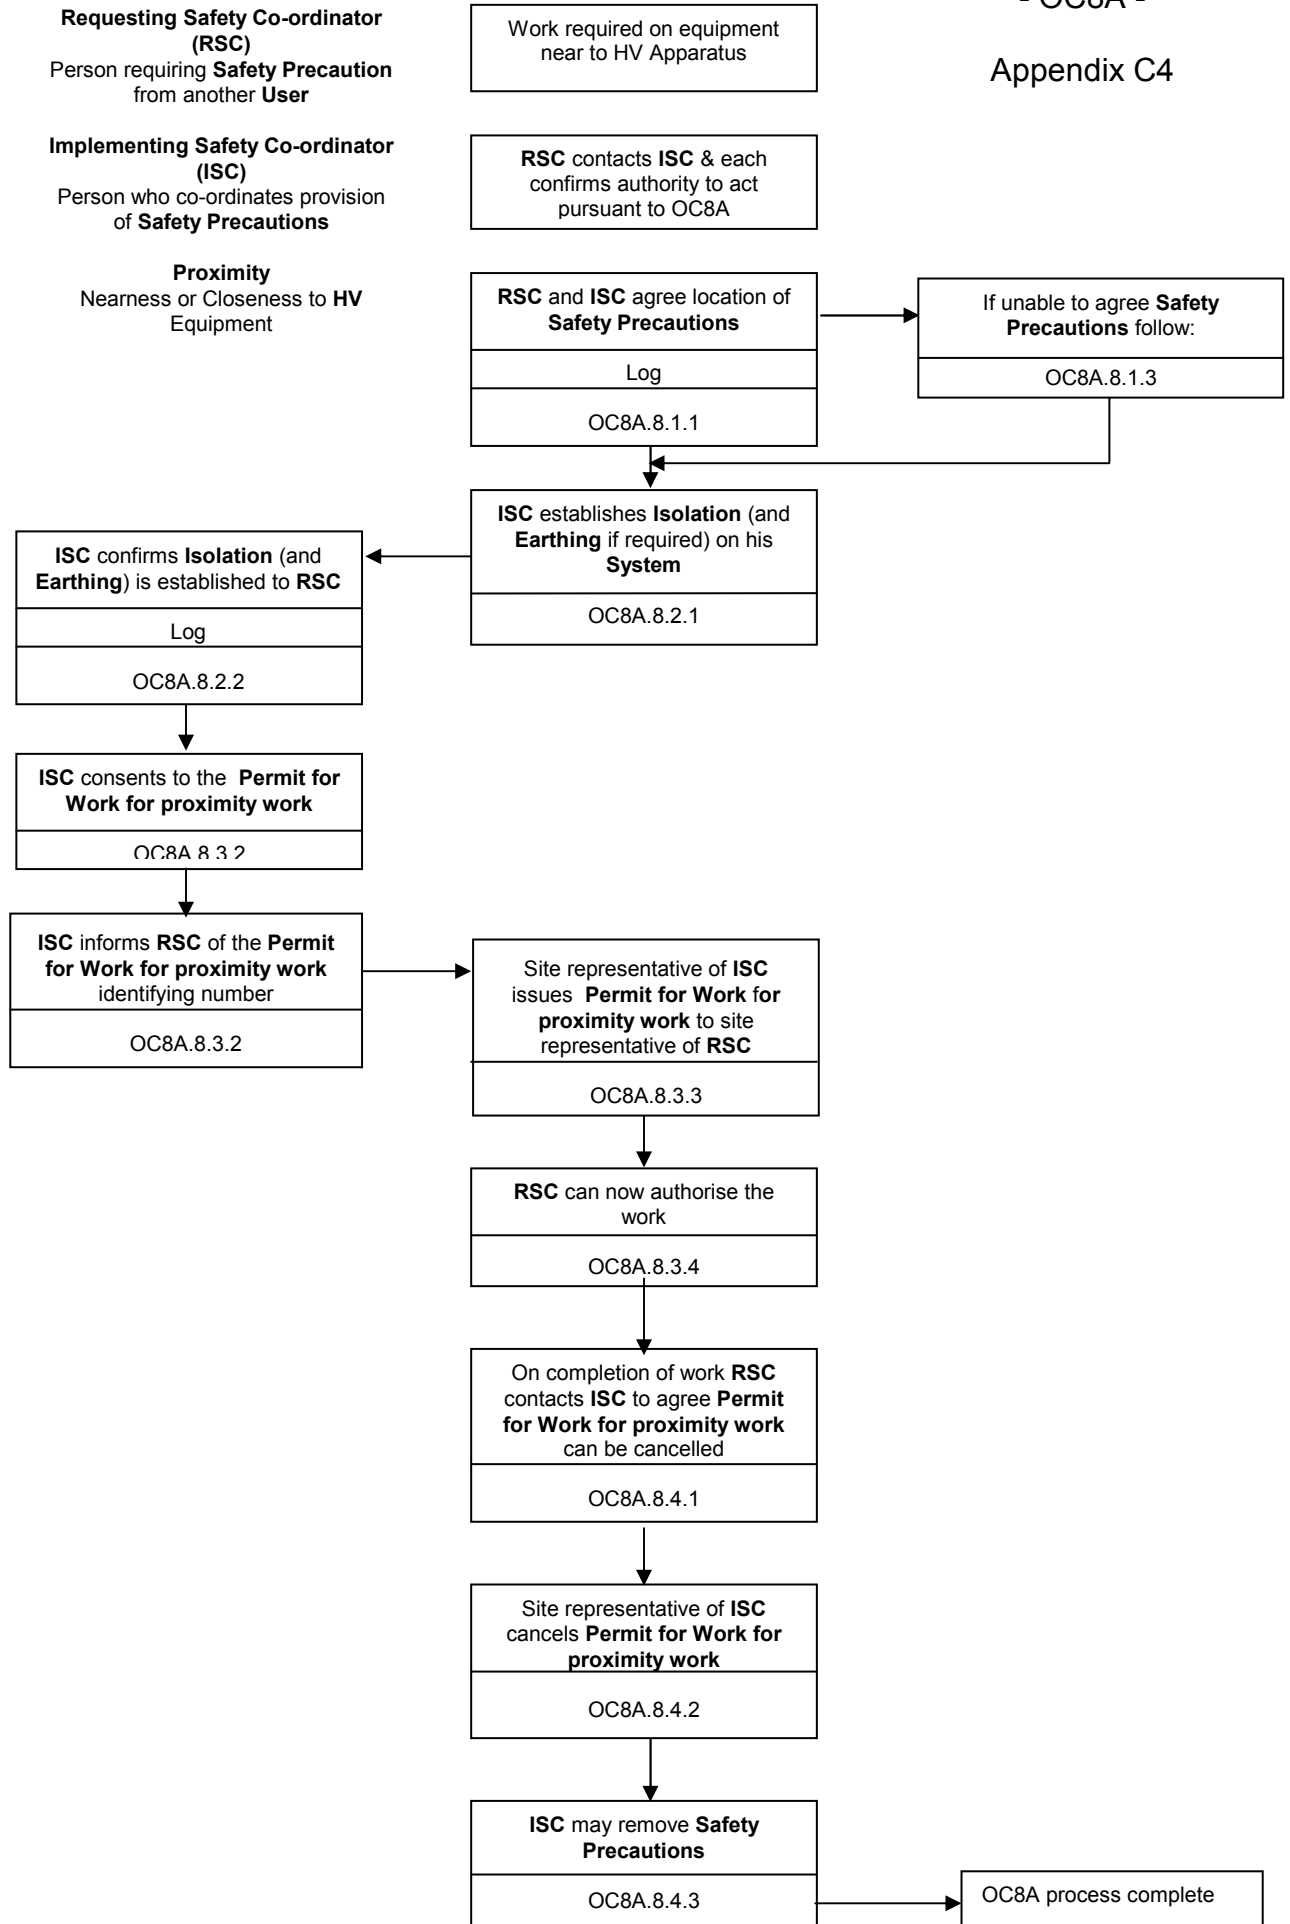 - OC8A -
Appendix C4
Requesting Safety Co-ordinator
(RSC)
Person requiring Safety Precaution
from another User
Work required on equipment
near to HV Apparatus
Implementing Safety Co-ordinator
(ISC)
Person who co-ordinates provision
of Safety Precautions
RSC contacts ISC & each
confirms authority to act
pursuant to OC8A
Proximity
Nearness or Closeness to HV
Equipment
RSC and ISC agree location of
Safety Precautions
Log
OC8A.8.1.1
If unable to agree Safety
Precautions follow:
OC8A.8.1.3
ISC establishes Isolation (and
Earthing if required) on his
System
OC8A.8.2.1
ISC confirms Isolation (and
Earthing) is established to RSC
Log
OC8A.8.2.2
ISC consents to the Permit for
Work for proximity work
OC8A.8.3.2
ISC informs RSC of the Permit
for Work for proximity work
identifying number
OC8A.8.3.2
Site representative of ISC
issues Permit for Work for
proximity work to site
representative of RSC
OC8A.8.3.3
RSC can now authorise the
work
OC8A.8.3.4
On completion of work RSC
contacts ISC to agree Permit
for Work for proximity work
can be cancelled
OC8A.8.4.1
Site representative of ISC
cancels Permit for Work for
proximity work
OC8A.8.4.2
ISC may remove Safety
Precautions
OC8A.8.4.3
OC8A process complete